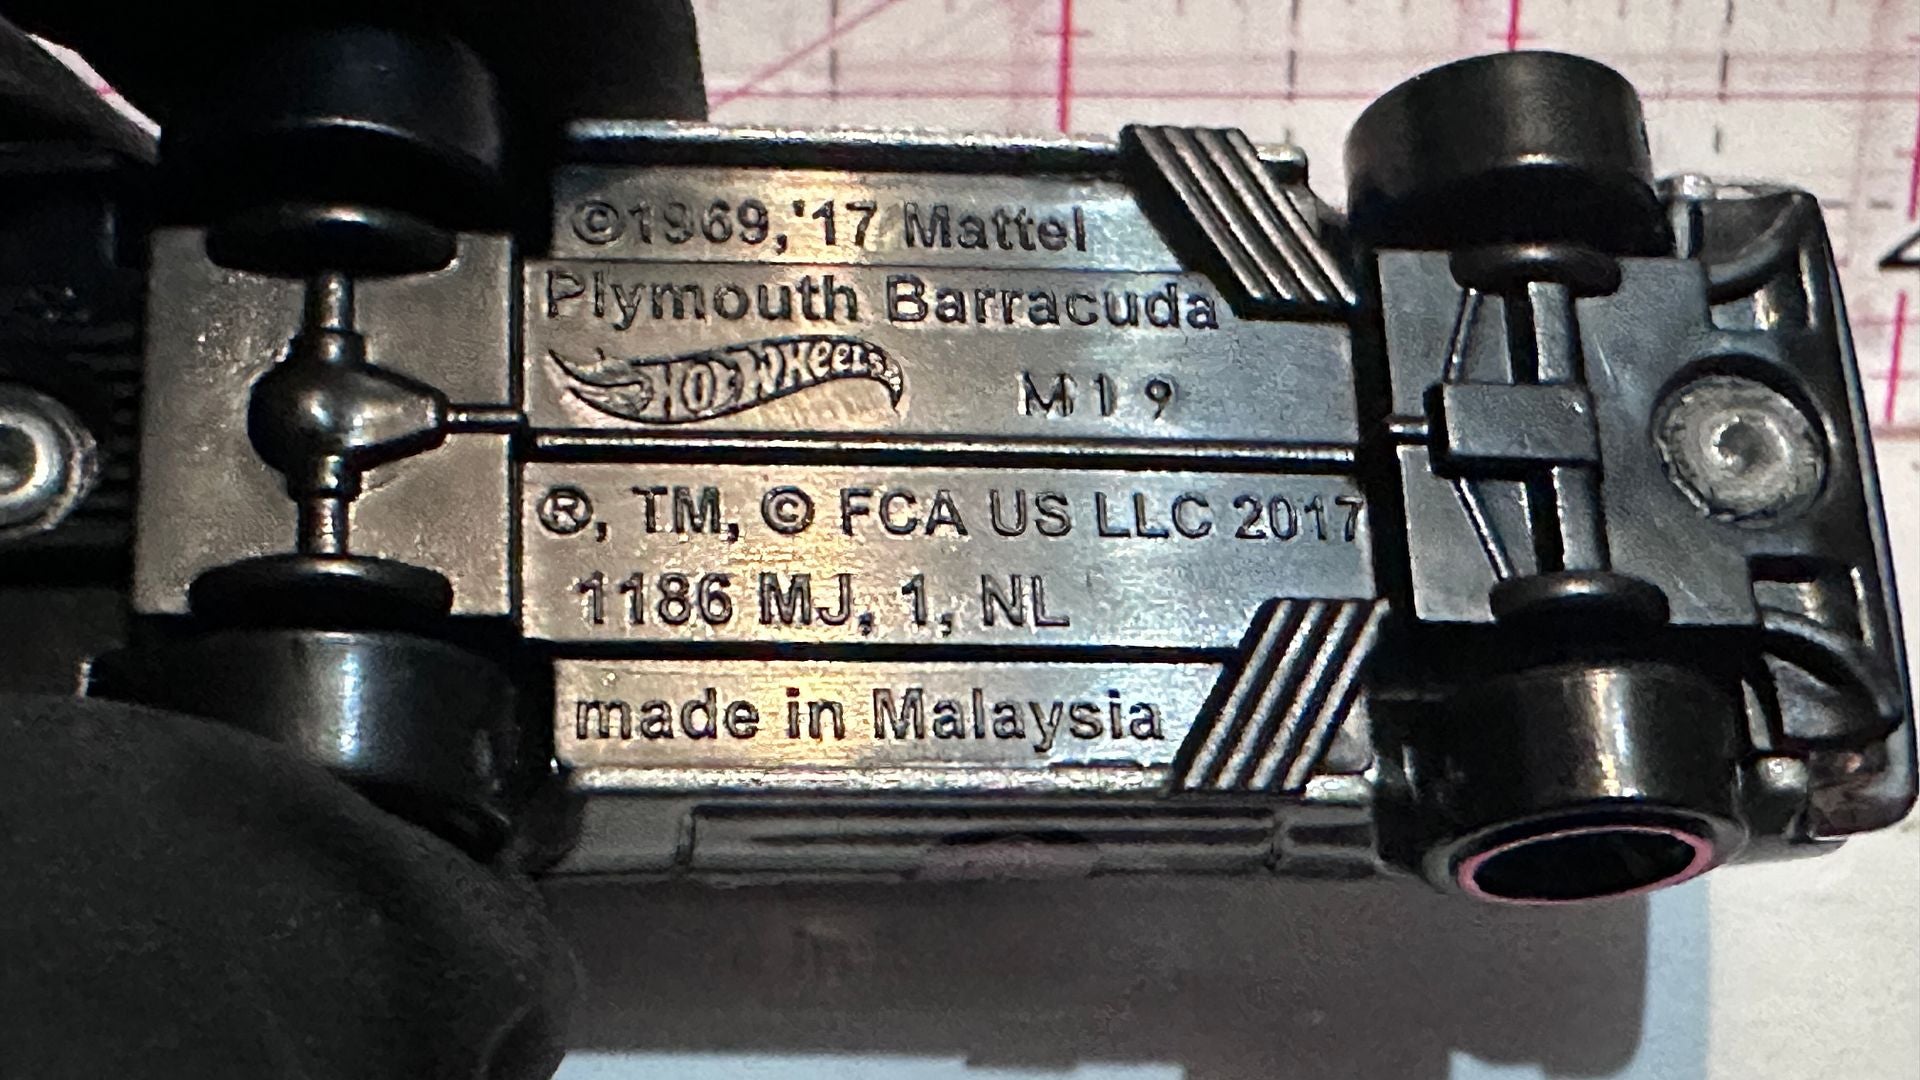 ©1969,'17 Mattel
Plymouth Barracuda
HOT WHEELS
M19
®, TM, © FCA US LLC 2017
1186 MJ, 1, NL
made in Malaysia
4